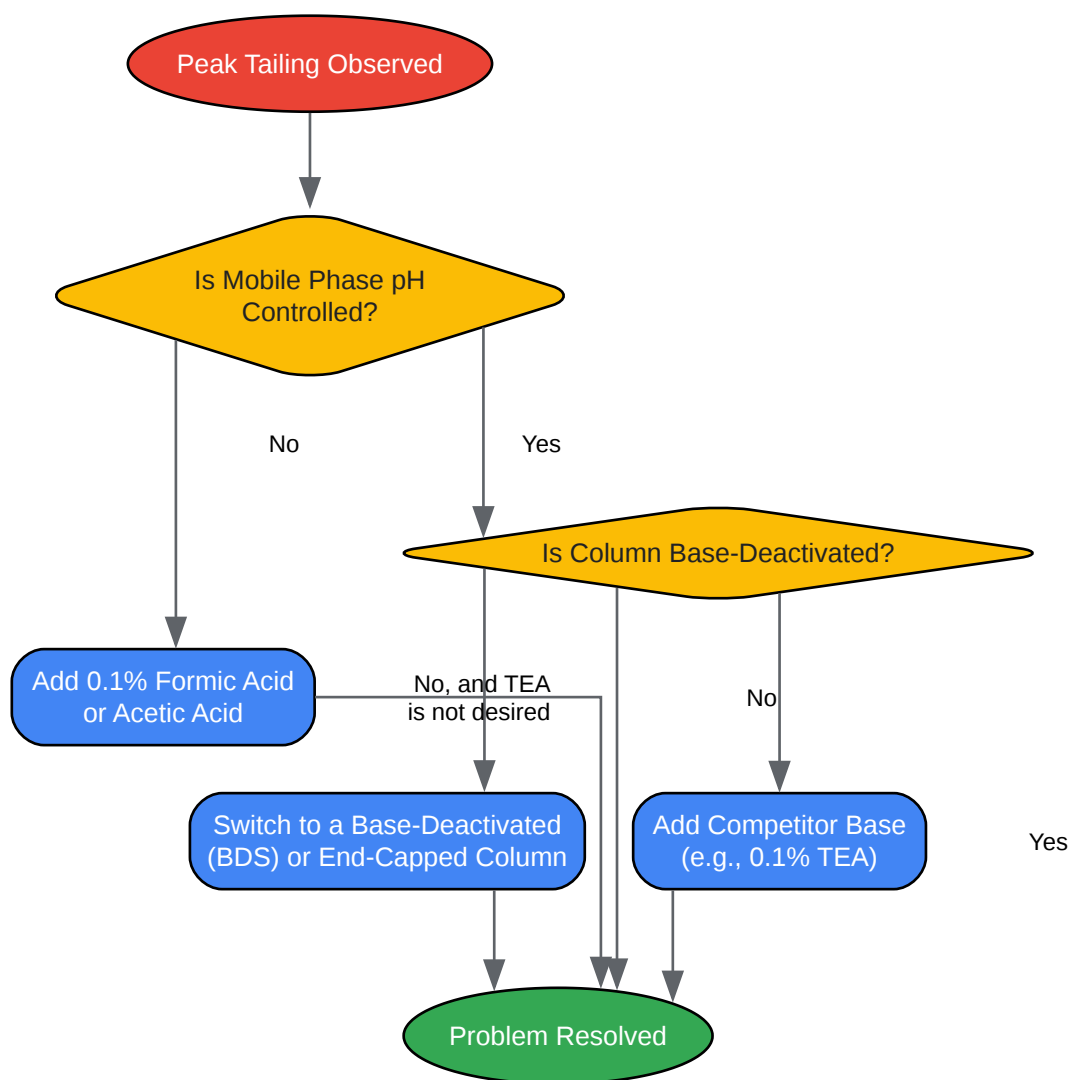 Peak Tailing Observed
Is Mobile Phase pH
Controlled?
No
Yes
Is Column Base-Deactivated?
Add 0.1% Formic Acid
or Acetic Acid
No, and TEA
is not desired
No
Switch to a Base-Deactivated
(BDS) or End-Capped Column
Add Competitor Base
(e.g., 0.1% TEA)
Yes
Problem Resolved